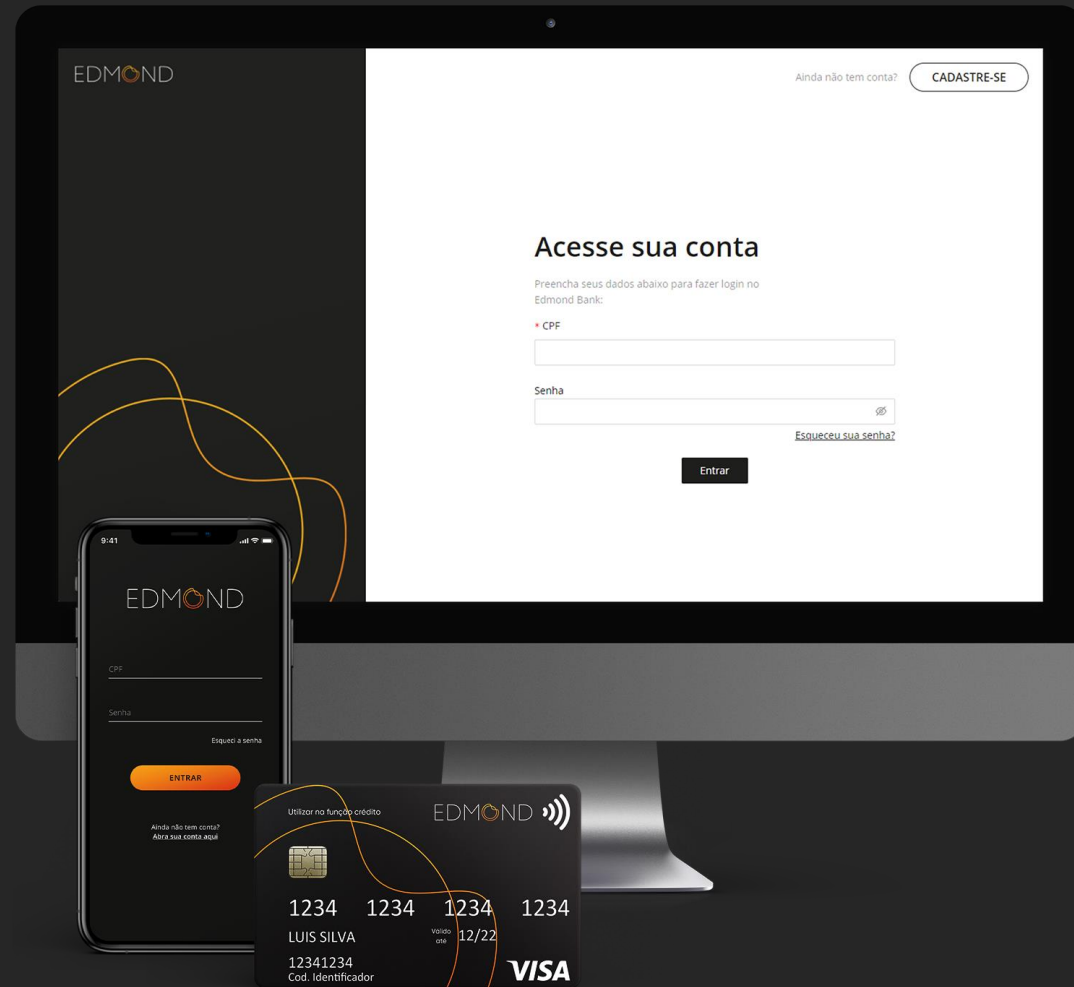 EDMOND
Ainda não tem conta? CADASTRE-SE
Acesse sua conta
Preencha seus dados abaixo para fazer login no
Edmond Bank:
* CPF
Senha
Esqueceu sua senha?
Entrar
9:41
EDMOND
CPF
Senha
Esqueci a senha
ENTRAR
Ainda não tem conta?
Abra sua conta aqui
Utilizar na função crédito
EDMOND
1234 1234 1234 1234
LUIS SILVA
Válido
até
12/22
12341234
Cod. Identificador
VISA